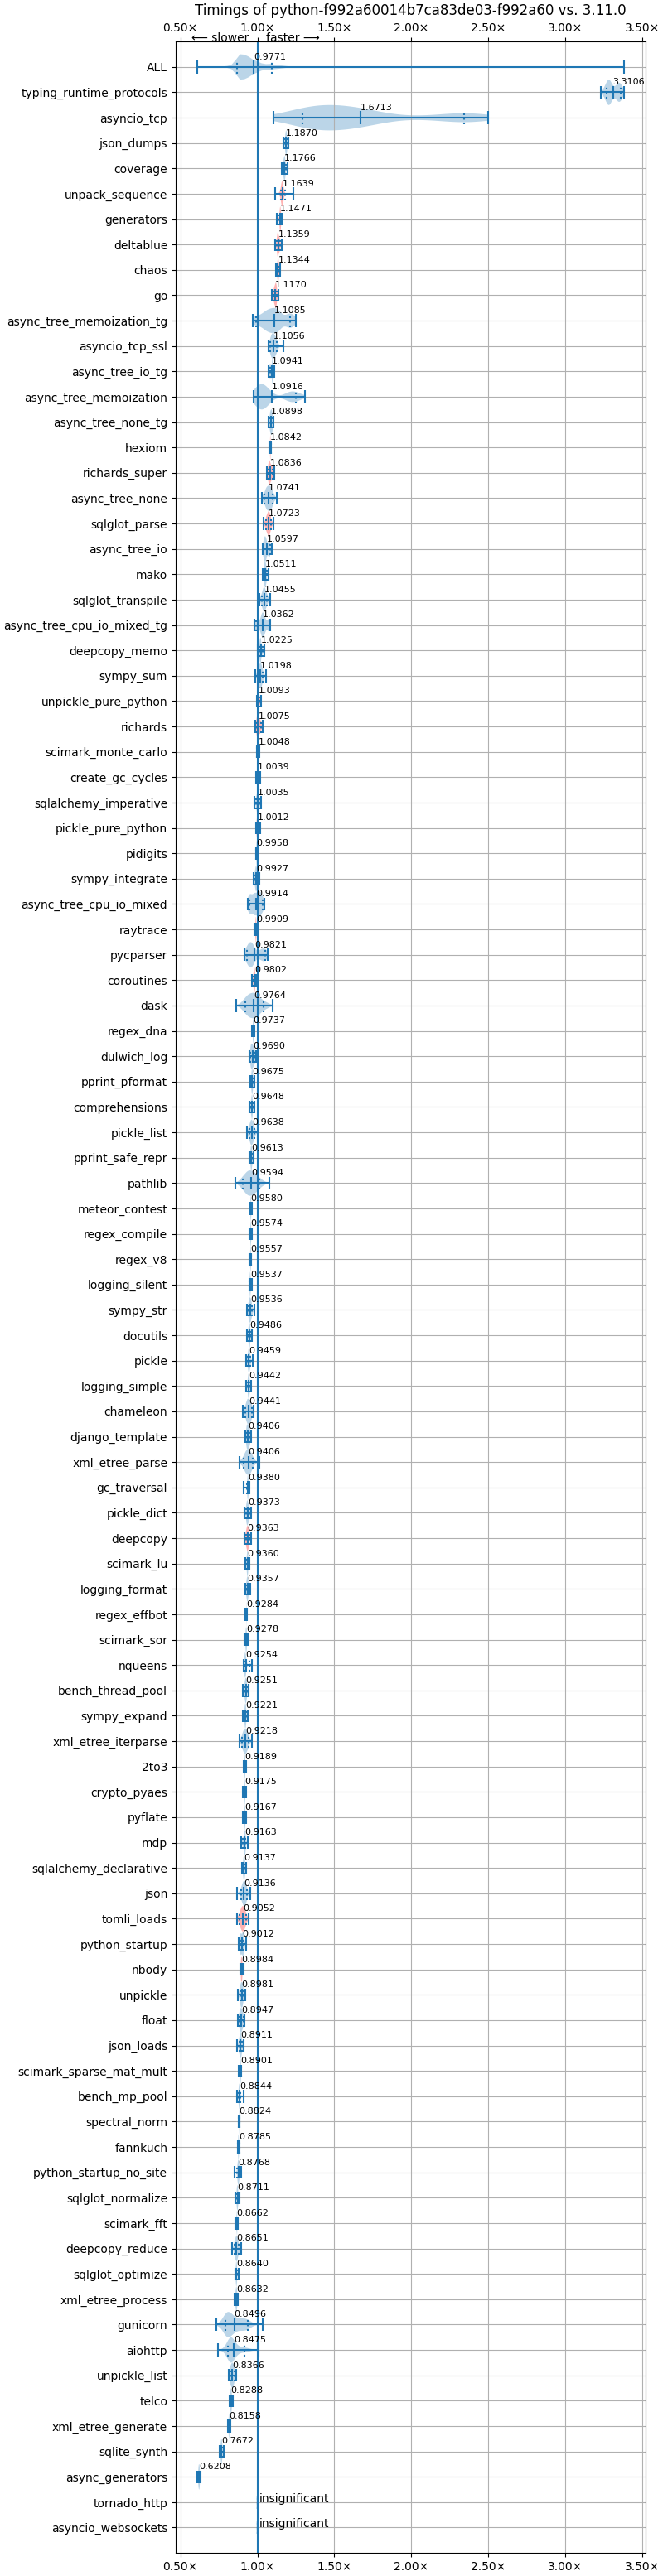 Timings of python-f992a60014b7ca83de03-f992a60 vs. 3.11.0
0.50× 1.00× 1.50× 2.00× 2.50× 3.00× 3.50×
⟵ slower faster ⟶
ALL 0.9771
typing_runtime_protocols 3.3106
asyncio_tcp 1.6713
json_dumps 1.1870
coverage 1.1766
unpack_sequence 1.1639
generators 1.1471
deltablue 1.1359
chaos 1.1344
go 1.1170
async_tree_memoization_tg 1.1085
asyncio_tcp_ssl 1.1056
async_tree_io_tg 1.0941
async_tree_memoization 1.0916
async_tree_none_tg 1.0898
hexiom 1.0842
richards_super 1.0836
async_tree_none 1.0741
sqlglot_parse 1.0723
async_tree_io 1.0597
mako 1.0511
sqlglot_transpile 1.0455
async_tree_cpu_io_mixed_tg 1.0362
deepcopy_memo 1.0225
sympy_sum 1.0198
unpickle_pure_python 1.0093
richards 1.0075
scimark_monte_carlo 1.0048
create_gc_cycles 1.0039
sqlalchemy_imperative 1.0035
pickle_pure_python 1.0012
pidigits 0.9958
sympy_integrate 0.9927
async_tree_cpu_io_mixed 0.9914
raytrace 0.9909
pycparser 0.9821
coroutines 0.9802
dask 0.9764
regex_dna 0.9737
dulwich_log 0.9690
pprint_pformat 0.9675
comprehensions 0.9648
pickle_list 0.9638
pprint_safe_repr 0.9613
pathlib 0.9594
meteor_contest 0.9580
regex_compile 0.9574
regex_v8 0.9557
logging_silent 0.9537
sympy_str 0.9536
docutils 0.9486
pickle 0.9459
logging_simple 0.9442
chameleon 0.9441
django_template 0.9406
xml_etree_parse 0.9406
gc_traversal 0.9380
pickle_dict 0.9373
deepcopy 0.9363
scimark_lu 0.9360
logging_format 0.9357
regex_effbot 0.9284
scimark_sor 0.9278
nqueens 0.9254
bench_thread_pool 0.9251
sympy_expand 0.9221
xml_etree_iterparse 0.9218
2to3 0.9189
crypto_pyaes 0.9175
pyflate 0.9167
mdp 0.9163
sqlalchemy_declarative 0.9137
json 0.9136
tomli_loads 0.9052
python_startup 0.9012
nbody 0.8984
unpickle 0.8981
float 0.8947
json_loads 0.8911
scimark_sparse_mat_mult 0.8901
bench_mp_pool 0.8844
spectral_norm 0.8824
fannkuch 0.8785
python_startup_no_site 0.8768
sqlglot_normalize 0.8711
scimark_fft 0.8662
deepcopy_reduce 0.8651
sqlglot_optimize 0.8640
xml_etree_process 0.8632
gunicorn 0.8496
aiohttp 0.8475
unpickle_list 0.8366
telco 0.8288
xml_etree_generate 0.8158
sqlite_synth 0.7672
async_generators 0.6208
tornado_http insignificant
asyncio_websockets insignificant
0.50× 1.00× 1.50× 2.00× 2.50× 3.00× 3.50×